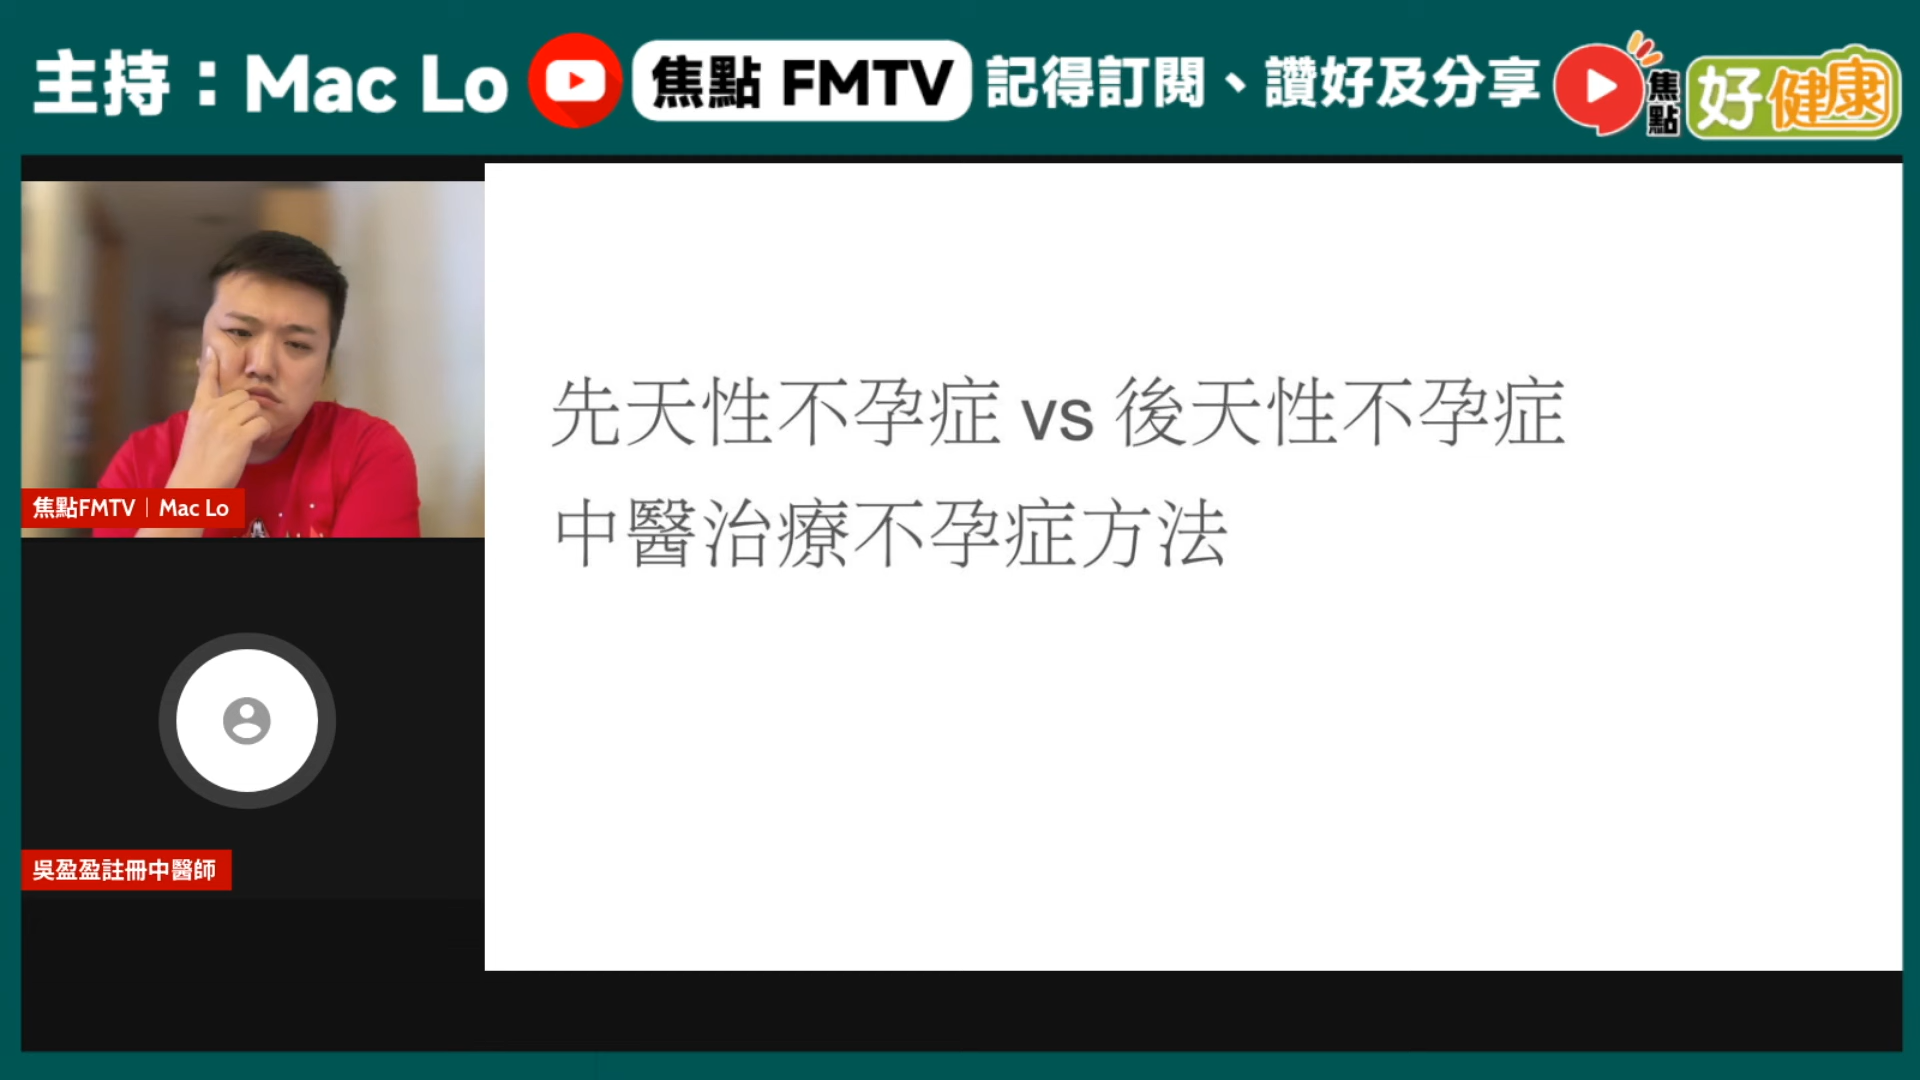 主持：Mac Lo 焦點 FMTV 記得訂閱、讚好及分享 焦點 好健康
先天性不孕症 vs 後天性不孕症
中醫治療不孕症方法
焦點FMTV｜Mac Lo
吳盈盈註冊中醫師